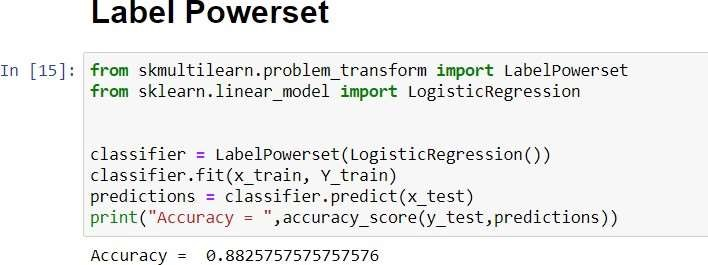 Label Powerset
In [15]: from skmultilearn.problem_transform import LabelPowerset
from sklearn.linear_model import LogisticRegression
classifier = LabelPowerset(LogisticRegression())
classifier.fit(x_train, Y_train)
predictions = classifier.predict(x_test)
print("Accuracy = ",accuracy_score(y_test,predictions))
Accuracy =  0.8825757575757576